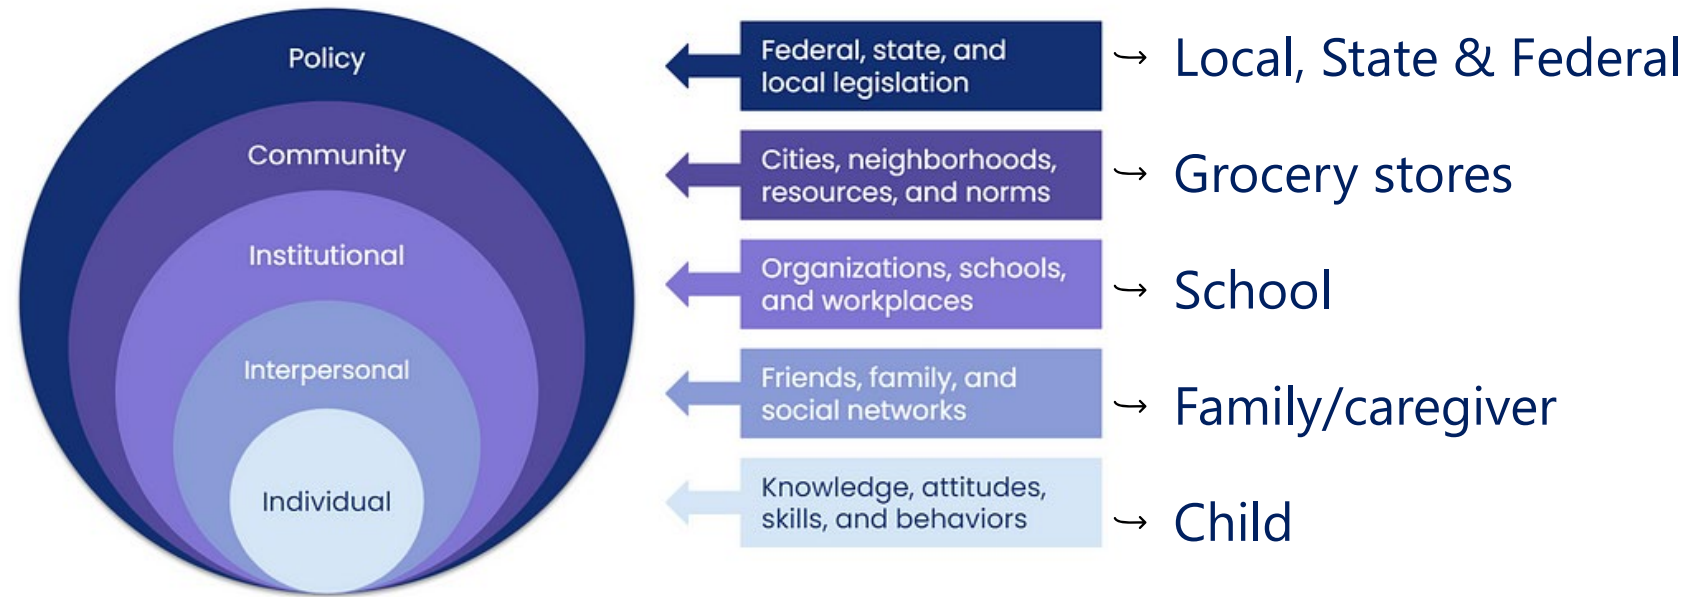 Policy
Community
Institutional
Interpersonal
Individual
Federal, state, and
local legislation
Local, State & Federal
Cities, neighborhoods,
resources, and norms
Grocery stores
Organizations, schools,
and workplaces
School
Friends, family, and
social networks
Family/caregiver
Knowledge, attitudes,
skills, and behaviors
Child